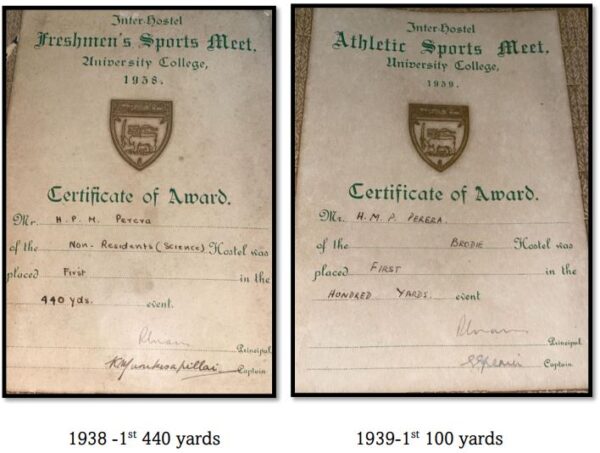 Inter-Hostel
Freshmen's Sports Meet,
University College,
1938.
Certificate of Award.
Mr. H. P. M. Perera
of the Non-Residents (Science) Hostel was
placed First in the
440 yds. event.
Principal
Captain
Inter-Hostel
Athletic Sports Meet,
University College,
1939.
Certificate of Award.
Mr. H. M. P. PERERA
of the BRODIE Hostel was
placed FIRST in the
HONDRED YARDS. event
Principal
Captain
1938 -1st 440 yards
1939-1st 100 yards